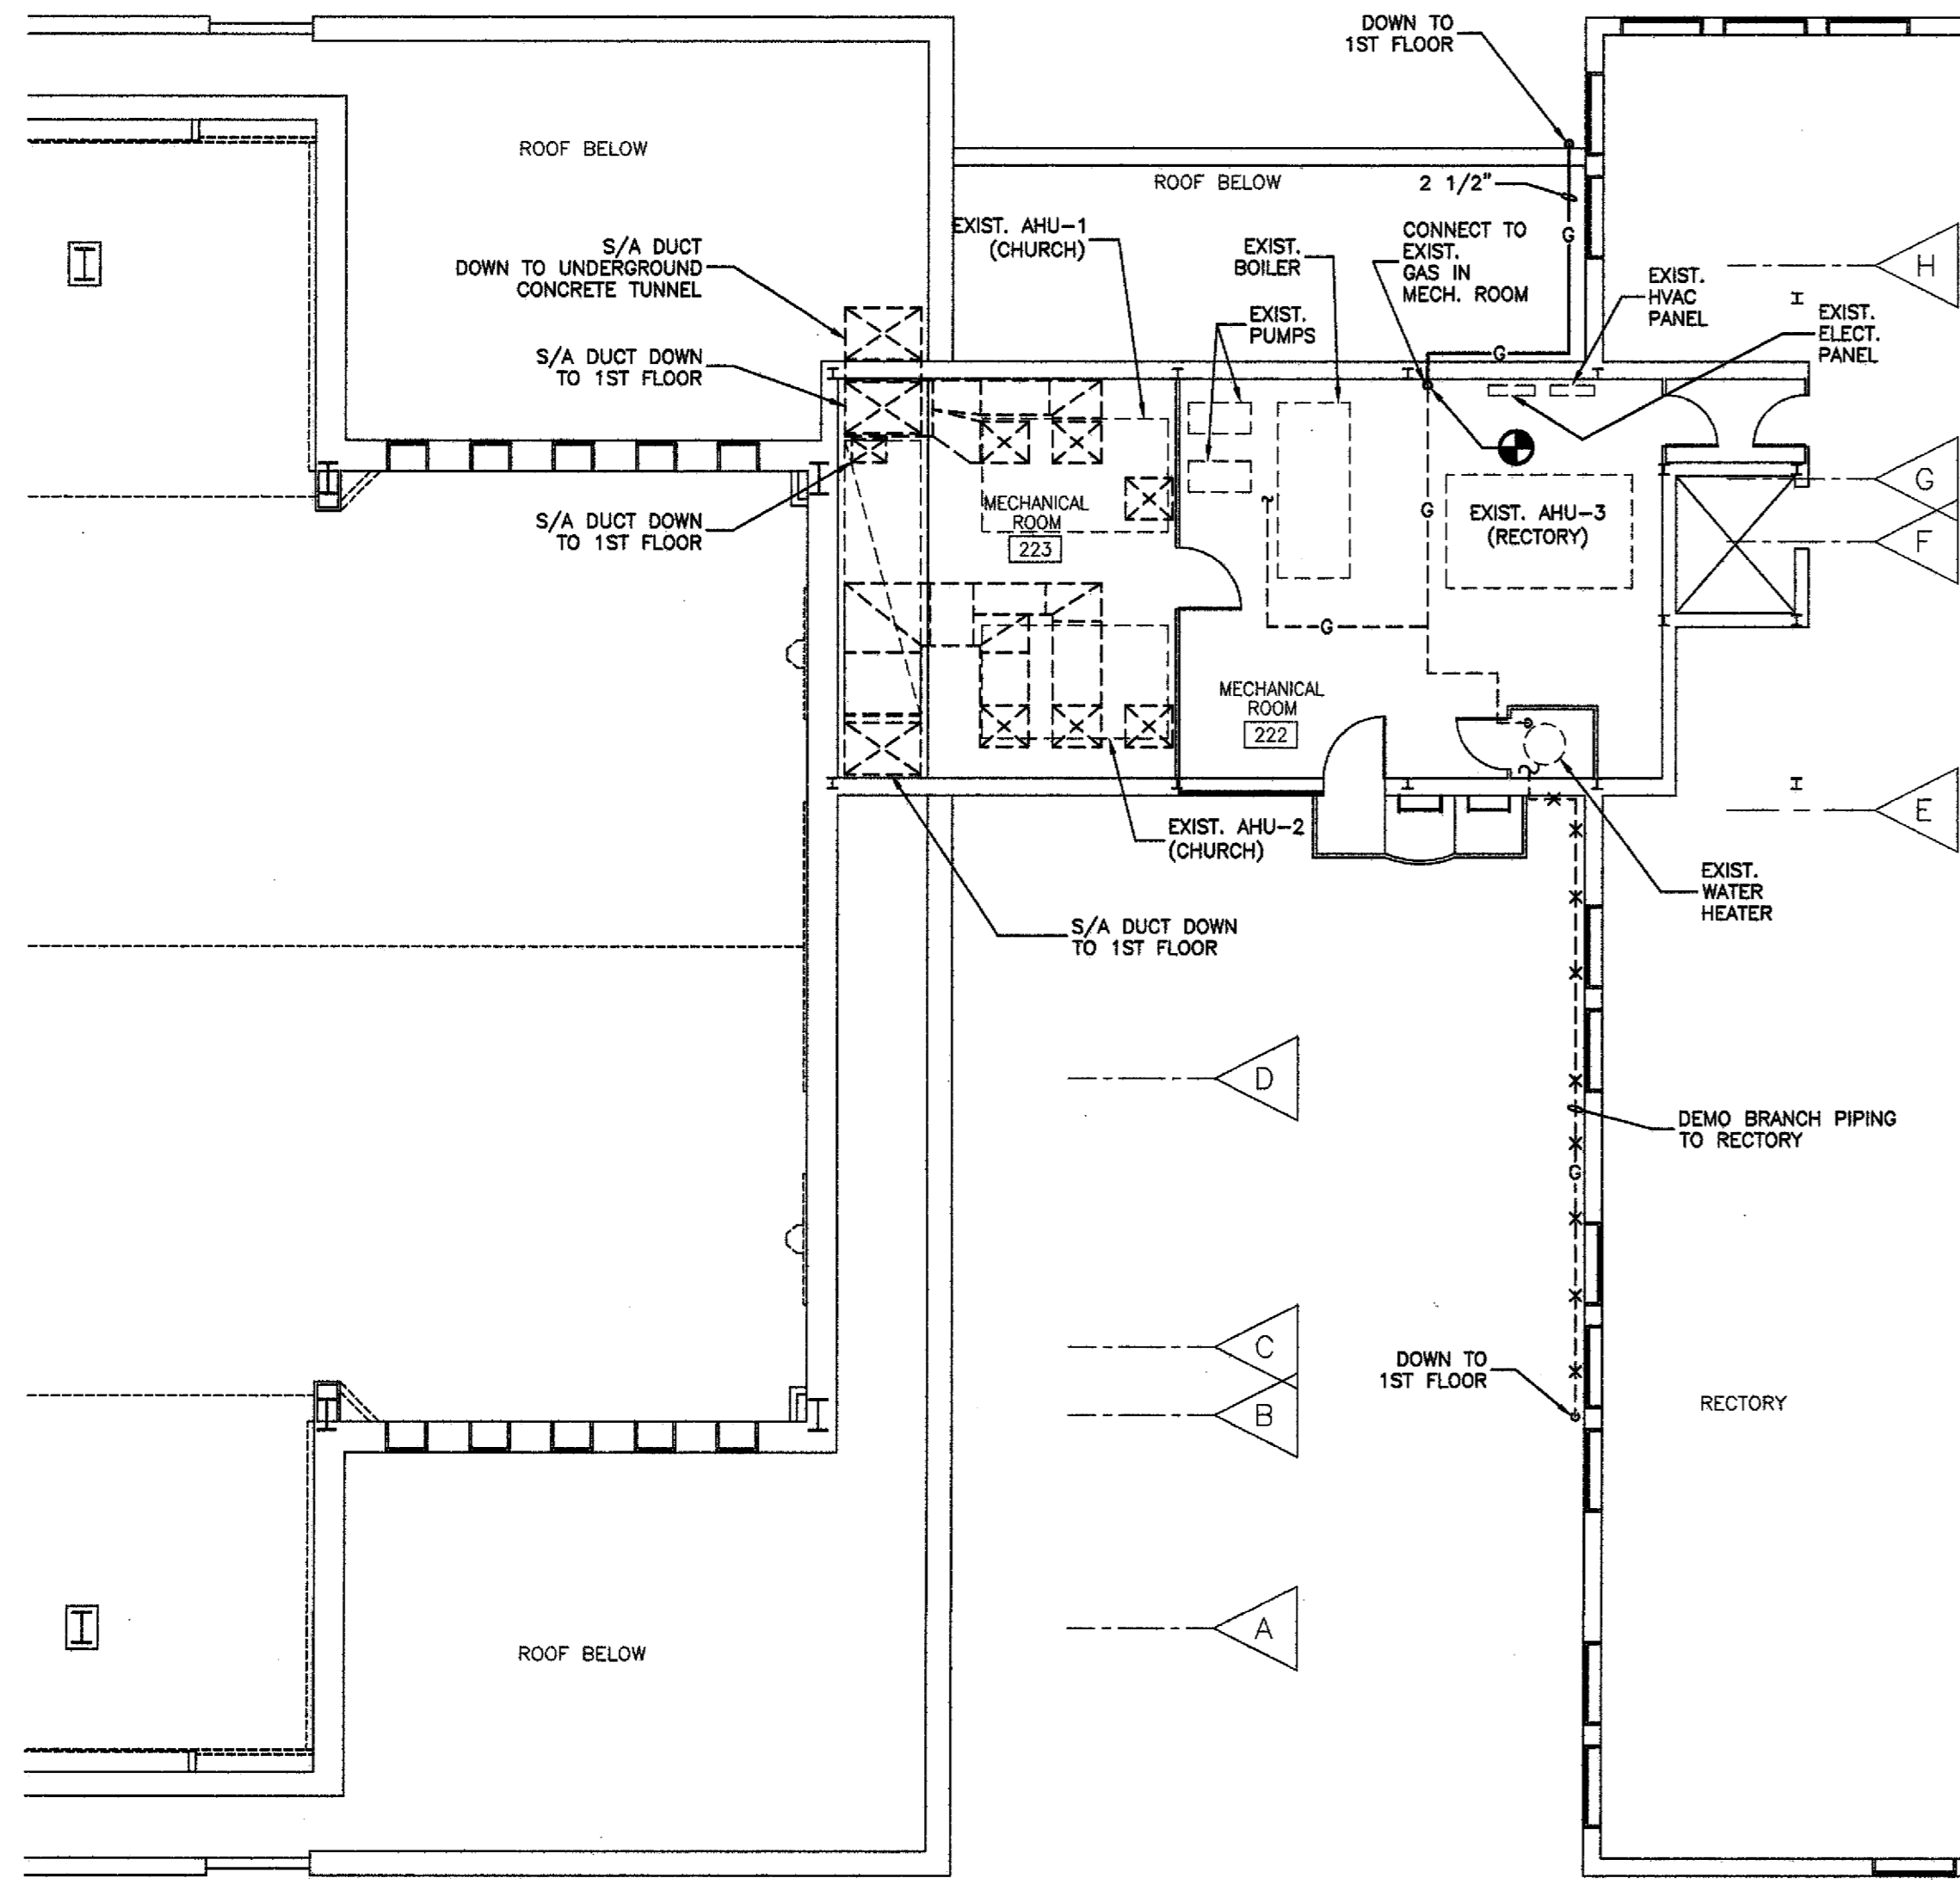 DOWN TO
1ST FLOOR
ROOF BELOW
ROOF BELOW
2 1/2"
G
EXIST. AHU-1
(CHURCH)
S/A DUCT
DOWN TO UNDERGROUND
CONCRETE TUNNEL
EXIST.
BOILER
CONNECT TO
EXIST.
GAS IN
MECH. ROOM
EXIST.
HVAC
PANEL
H
EXIST.
PUMPS
EXIST.
ELECT.
PANEL
S/A DUCT DOWN
TO 1ST FLOOR
G
S/A DUCT DOWN
TO 1ST FLOOR
MECHANICAL
ROOM
223
G
EXIST. AHU-3
(RECTORY)
G
F
G
MECHANICAL
ROOM
222
E
EXIST. AHU-2
(CHURCH)
EXIST.
WATER
HEATER
S/A DUCT DOWN
TO 1ST FLOOR
D
DEMO BRANCH PIPING
TO RECTORY
G
C
DOWN TO
1ST FLOOR
B
RECTORY
A
ROOF BELOW